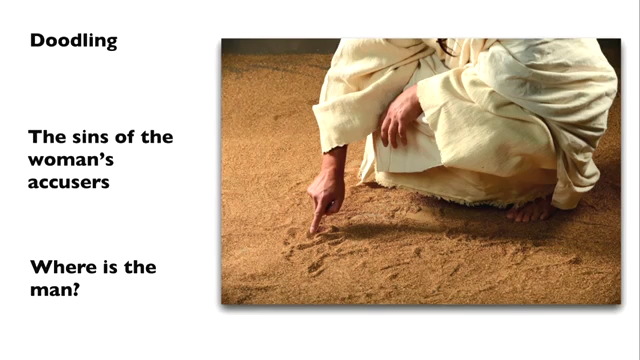 Doodling
The sins of the
woman's
accusers
Where is the
man?